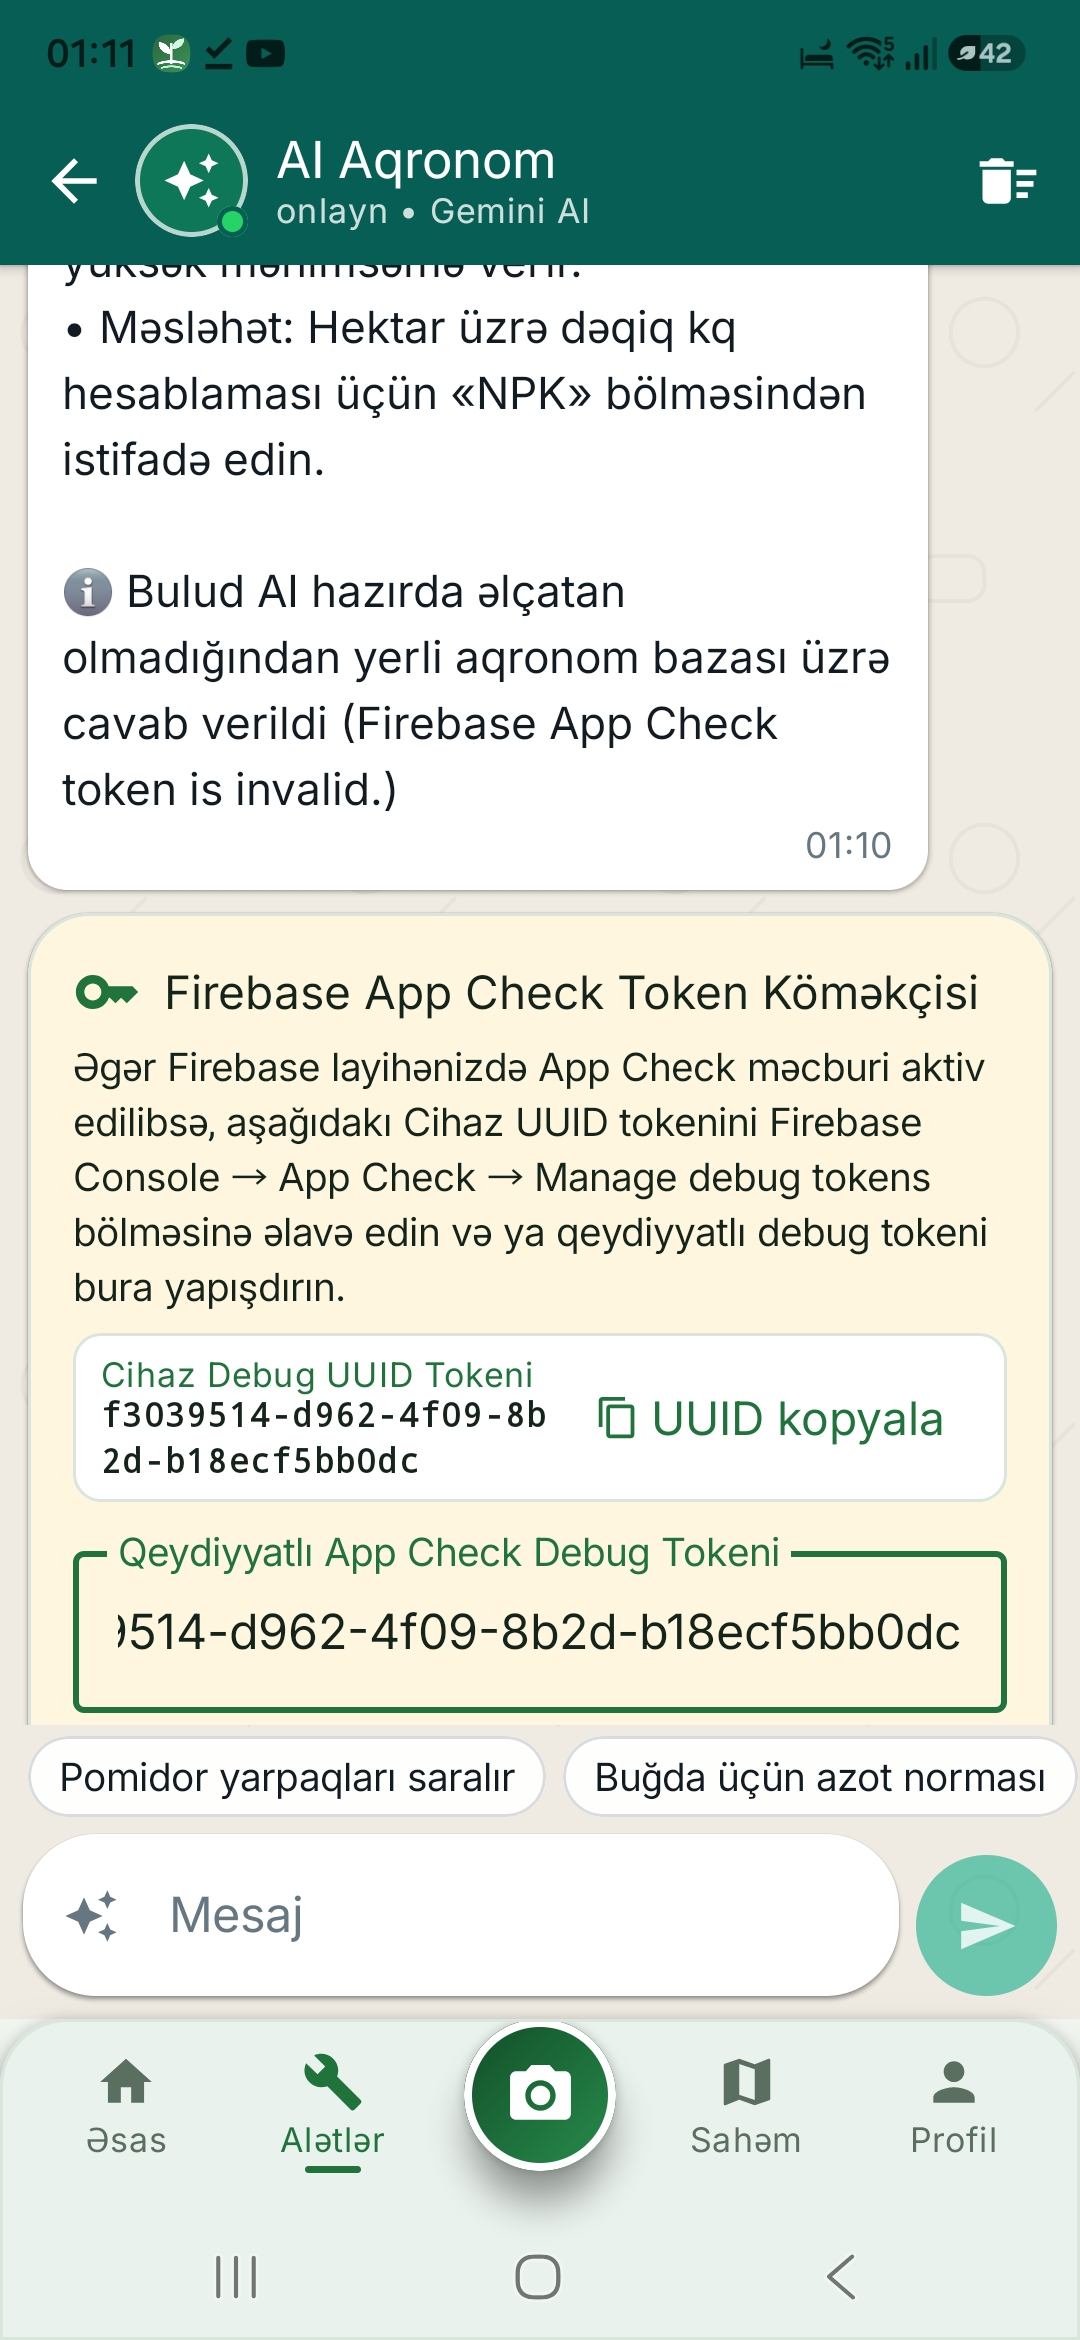 01:11
5
42
AI Aqronom
onlayn • Gemini AI
yüksək mənimsəmə verir.
• Məsləhət: Hektar üzrə dəqiq kq
hesablaması üçün «NPK» bölməsindən
istifadə edin.
i Bulud AI hazırda əlçatan
olmadığından yerli aqronom bazası üzrə
cavab verildi (Firebase App Check
token is invalid.)
01:10
Firebase App Check Token Köməkçisi
Əgər Firebase layihənizdə App Check məcburi aktiv
edilibsə, aşağıdakı Cihaz UUID tokenini Firebase
Console → App Check → Manage debug tokens
bölməsinə əlavə edin və ya qeydiyyatlı debug tokeni
bura yapışdırın.
Cihaz Debug UUID Tokeni
f3039514-d962-4f09-8b
2d-b18ecf5bb0dc
UUID kopyala
Qeydiyyatlı App Check Debug Tokeni
9514-d962-4f09-8b2d-b18ecf5bb0dc
Pomidor yarpaqları saralır
Buğda üçün azot norması
Mesaj
Əsas
Alətlər
Sahəm
Profil